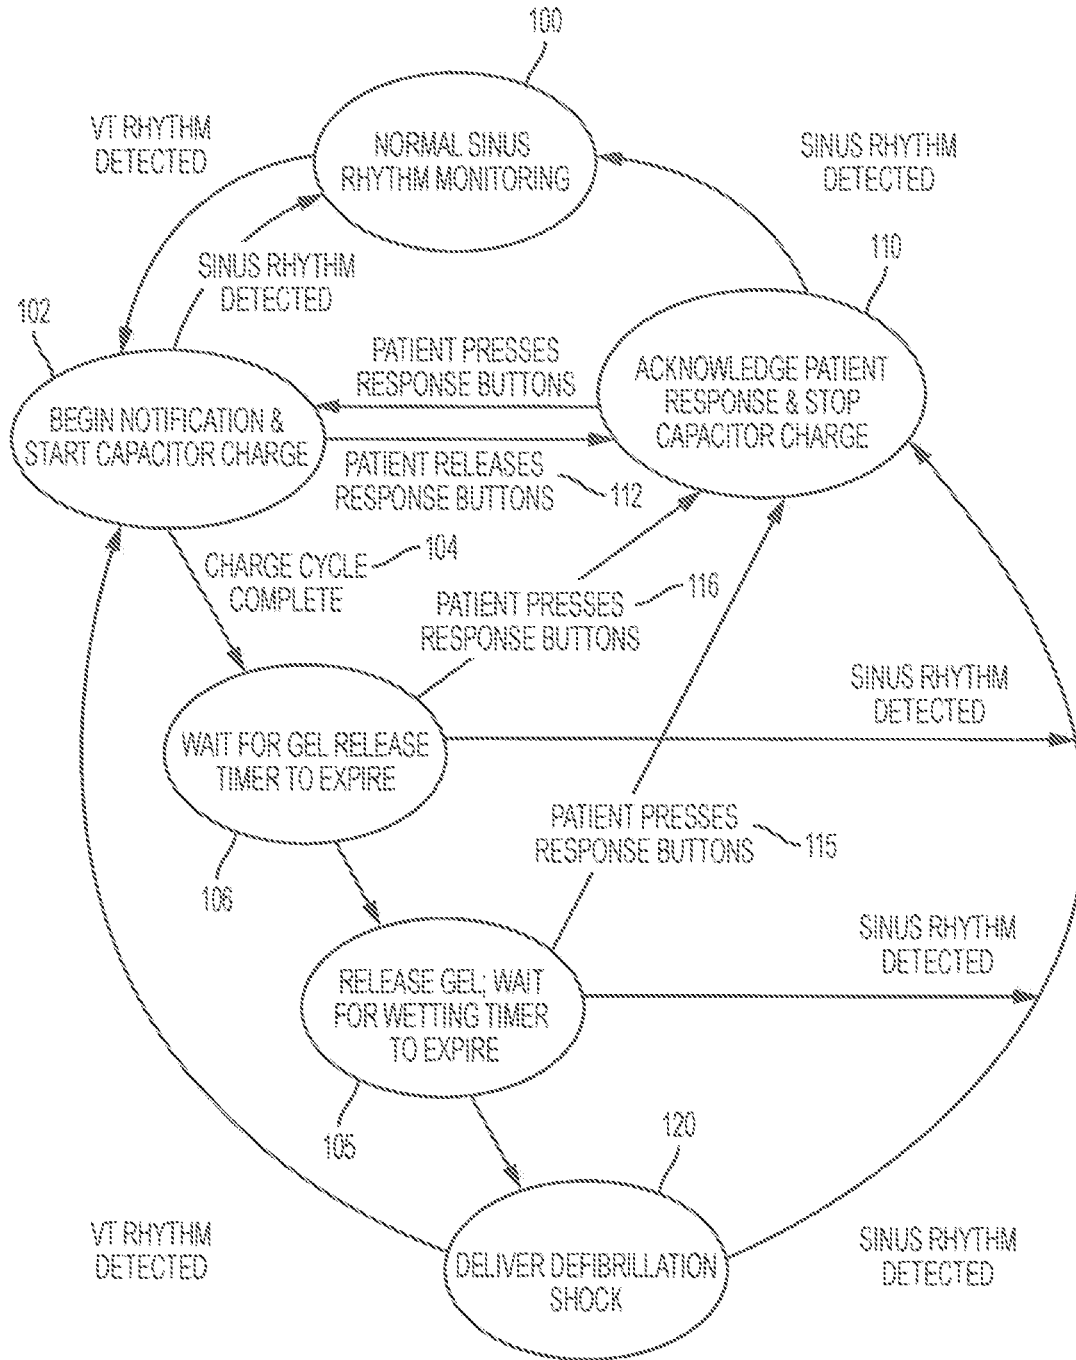 100
VT RHYTHM
DETECTED
NORMAL SINUS
RHYTHM MONITORING
SINUS RHYTHM
DETECTED
110
SINUS RHYTHM
DETECTED
102
PATIENT PRESSES
RESPONSE BUTTONS
ACKNOWLEDGE PATIENT
RESPONSE & STOP
CAPACITOR CHARGE
BEGIN NOTIFICATION &
START CAPACITOR CHARGE
PATIENT RELEASES
RESPONSE BUTTONS
112
CHARGE CYCLE
COMPLETE
104
PATIENT PRESSES
RESPONSE BUTTONS
116
SINUS RHYTHM
DETECTED
WAIT FOR GEL RELEASE
TIMER TO EXPIRE
PATIENT PRESSES
RESPONSE BUTTONS
115
106
SINUS RHYTHM
DETECTED
RELEASE GEL; WAIT
FOR WETTING TIMER
TO EXPIRE
105
120
VT RHYTHM
DETECTED
DELIVER DEFIBRILLATION
SHOCK
SINUS RHYTHM
DETECTED